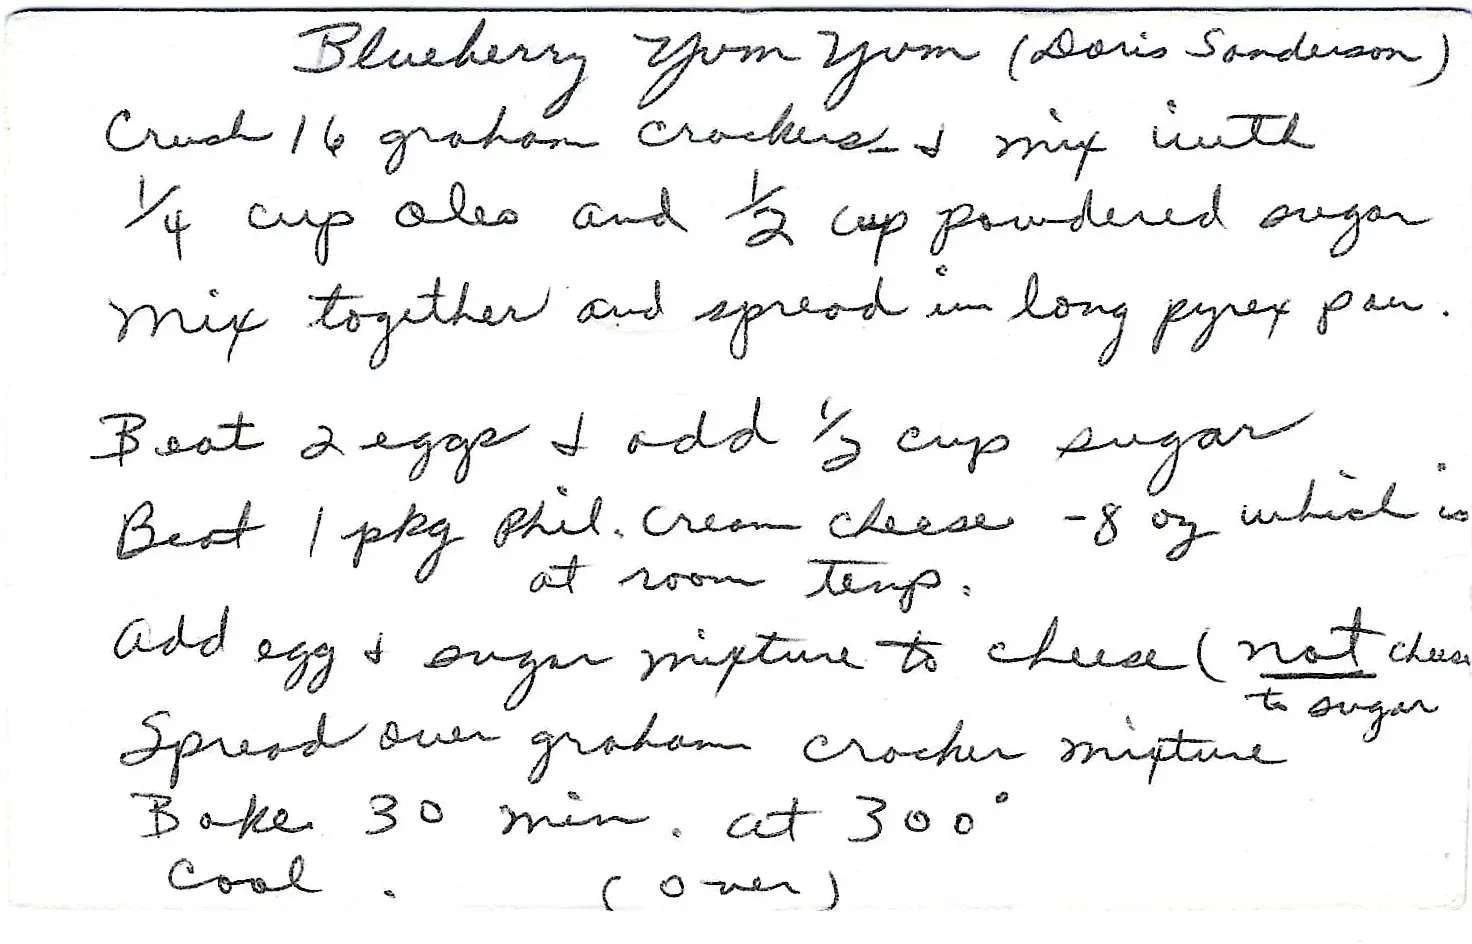 Blueberry Yum Yum (Doris Sanderson)
Crush 16 graham crackers & mix with
1/4 cup oleo and 1/2 cup powdered sugar
Mix together and spread in long pyrex pan.
Beat 2 eggs & add 1/2 cup sugar
Beat 1 pkg Phil. cream cheese - 8 oz which is
at room temp.
Add egg & sugar mixture to cheese (not cheese
to sugar
Spread over graham cracker mixture
Bake 30 min. at 300°
Cool. (over)